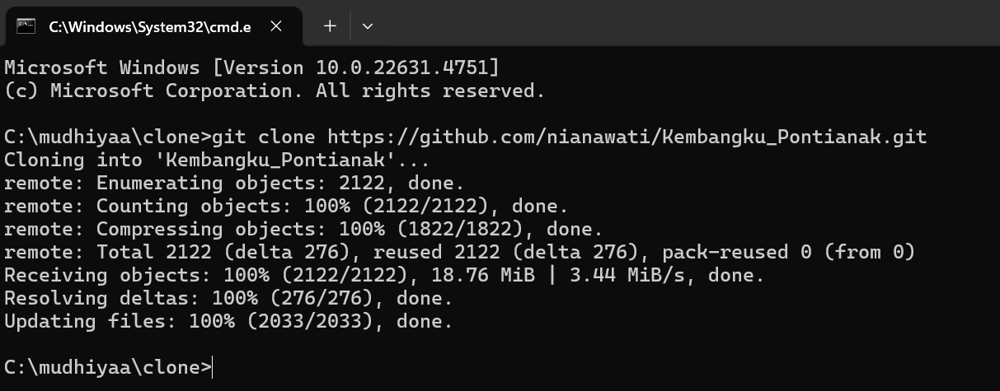 C:\Windows\System32\cmd.e
Microsoft Windows [Version 10.0.22631.4751]
(c) Microsoft Corporation. All rights reserved.
C:\mudhiyaa\clone>git clone https://github.com/nianawati/Kembangku_Pontianak.git
Cloning into 'Kembangku_Pontianak'...
remote: Enumerating objects: 2122, done.
remote: Counting objects: 100% (2122/2122), done.
remote: Compressing objects: 100% (1822/1822), done.
remote: Total 2122 (delta 276), reused 2122 (delta 276), pack-reused 0 (from 0)
Receiving objects: 100% (2122/2122), 18.76 MiB | 3.44 MiB/s, done.
Resolving deltas: 100% (276/276), done.
Updating files: 100% (2033/2033), done.
C:\mudhiyaa\clone>